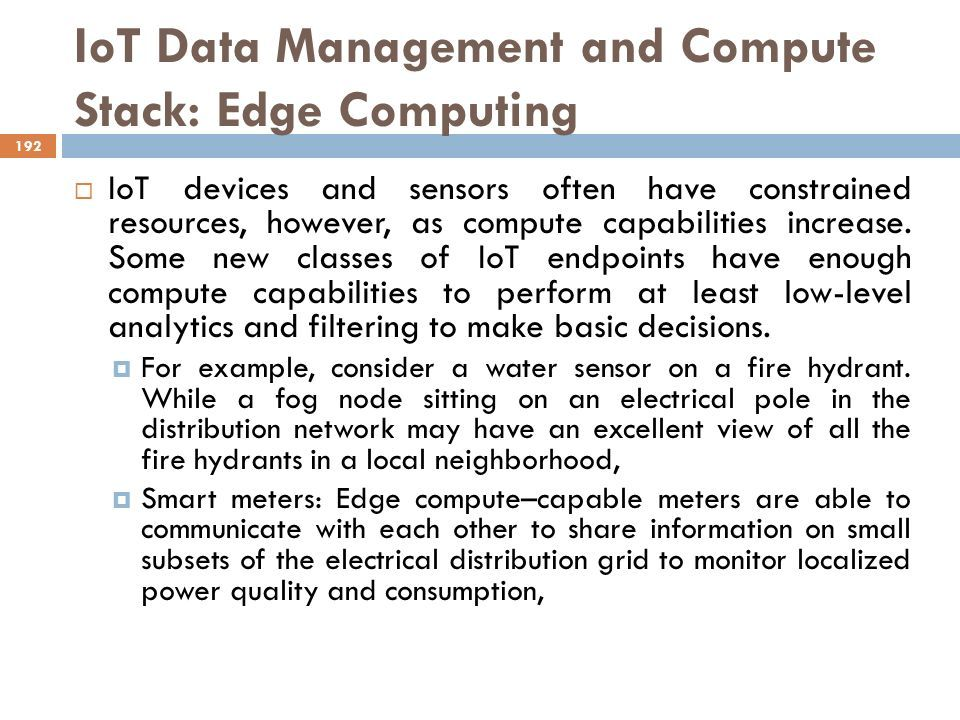 IoT Data Management and Compute
Stack: Edge Computing
192
IoT devices and sensors often have constrained
resources, however, as compute capabilities increase.
Some new classes of IoT endpoints have enough
compute capabilities to perform at least low-level
analytics and filtering to make basic decisions.
For example, consider a water sensor on a fire hydrant.
While a fog node sitting on an electrical pole in the
distribution network may have an excellent view of all the
fire hydrants in a local neighborhood,
Smart meters: Edge compute–capable meters are able to
communicate with each other to share information on small
subsets of the electrical distribution grid to monitor localized
power quality and consumption,